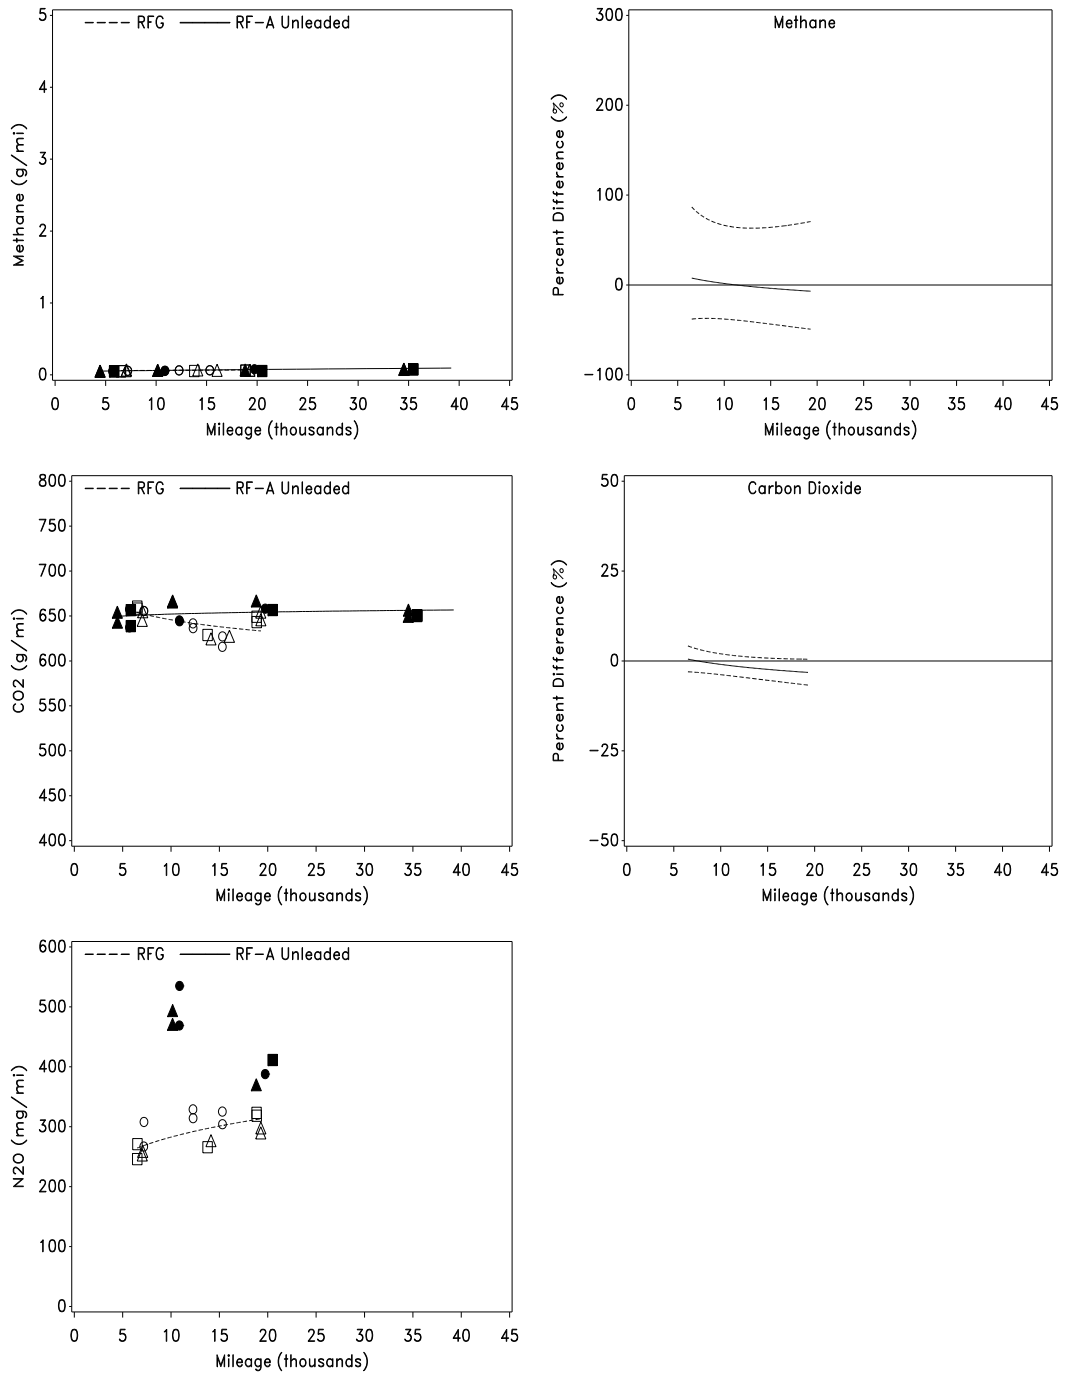 RFG RF-A Unleaded
Methane (g/mi)
5
4
3
2
1
0
0 5 10 15 20 25 30 35 40 45
Mileage (thousands)
Methane
Percent Difference (%)
300
200
100
0
-100
0 5 10 15 20 25 30 35 40 45
Mileage (thousands)
RFG RF-A Unleaded
CO2 (g/mi)
800
750
700
650
600
550
500
450
400
0 5 10 15 20 25 30 35 40 45
Mileage (thousands)
Carbon Dioxide
Percent Difference (%)
50
25
0
-25
-50
0 5 10 15 20 25 30 35 40 45
Mileage (thousands)
RFG RF-A Unleaded
N2O (mg/mi)
600
500
400
300
200
100
0
0 5 10 15 20 25 30 35 40 45
Mileage (thousands)